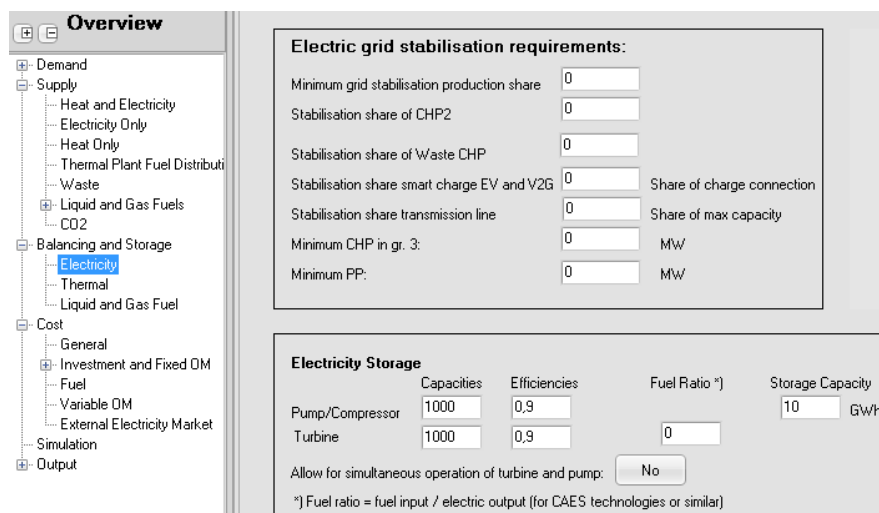 Overview
Demand
Supply
Heat and Electricity
Electricity Only
Heat Only
Thermal Plant Fuel Distributi
Waste
Liquid and Gas Fuels
CO2
Balancing and Storage
Electricity
Thermal
Liquid and Gas Fuel
Cost
General
Investment and Fixed OM
Fuel
Variable OM
External Electricity Market
Simulation
Output
Electric grid stabilisation requirements:
Minimum grid stabilisation production share 0
Stabilisation share of CHP2 0
Stabilisation share of Waste CHP 0
Stabilisation share smart charge EV and V2G 0 Share of charge connection
Stabilisation share transmission line 0 Share of max capacity
Minimum CHP in gr. 3: 0 MW
Minimum PP: 0 MW
Electricity Storage
Capacities Efficiencies Fuel Ratio *) Storage Capacity
Pump/Compressor 1000 0,9 10 GWh
Turbine 1000 0,9 0
Allow for simultaneous operation of turbine and pump: No
*) Fuel ratio = fuel input / electric output (for CAES technologies or similar)